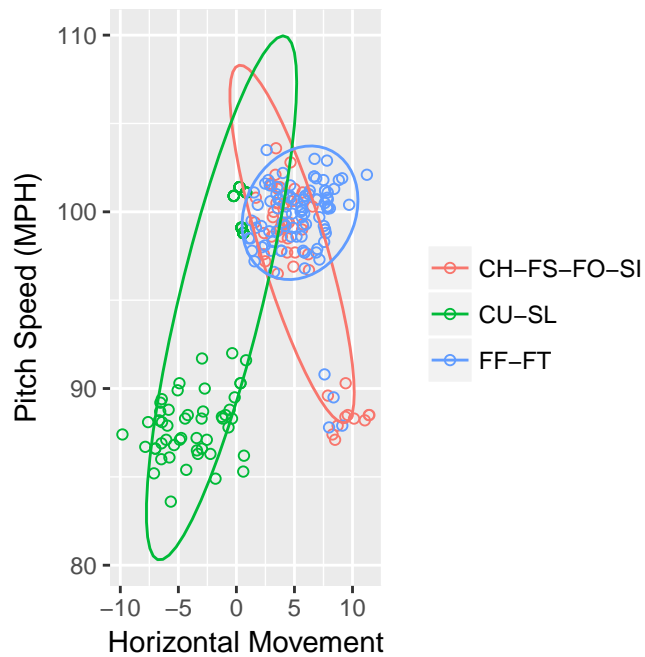 110
100
90
80
Pitch Speed (MPH)
−10 −5 0 5 10
Horizontal Movement
CH−FS−FO−SI
CU−SL
FF−FT